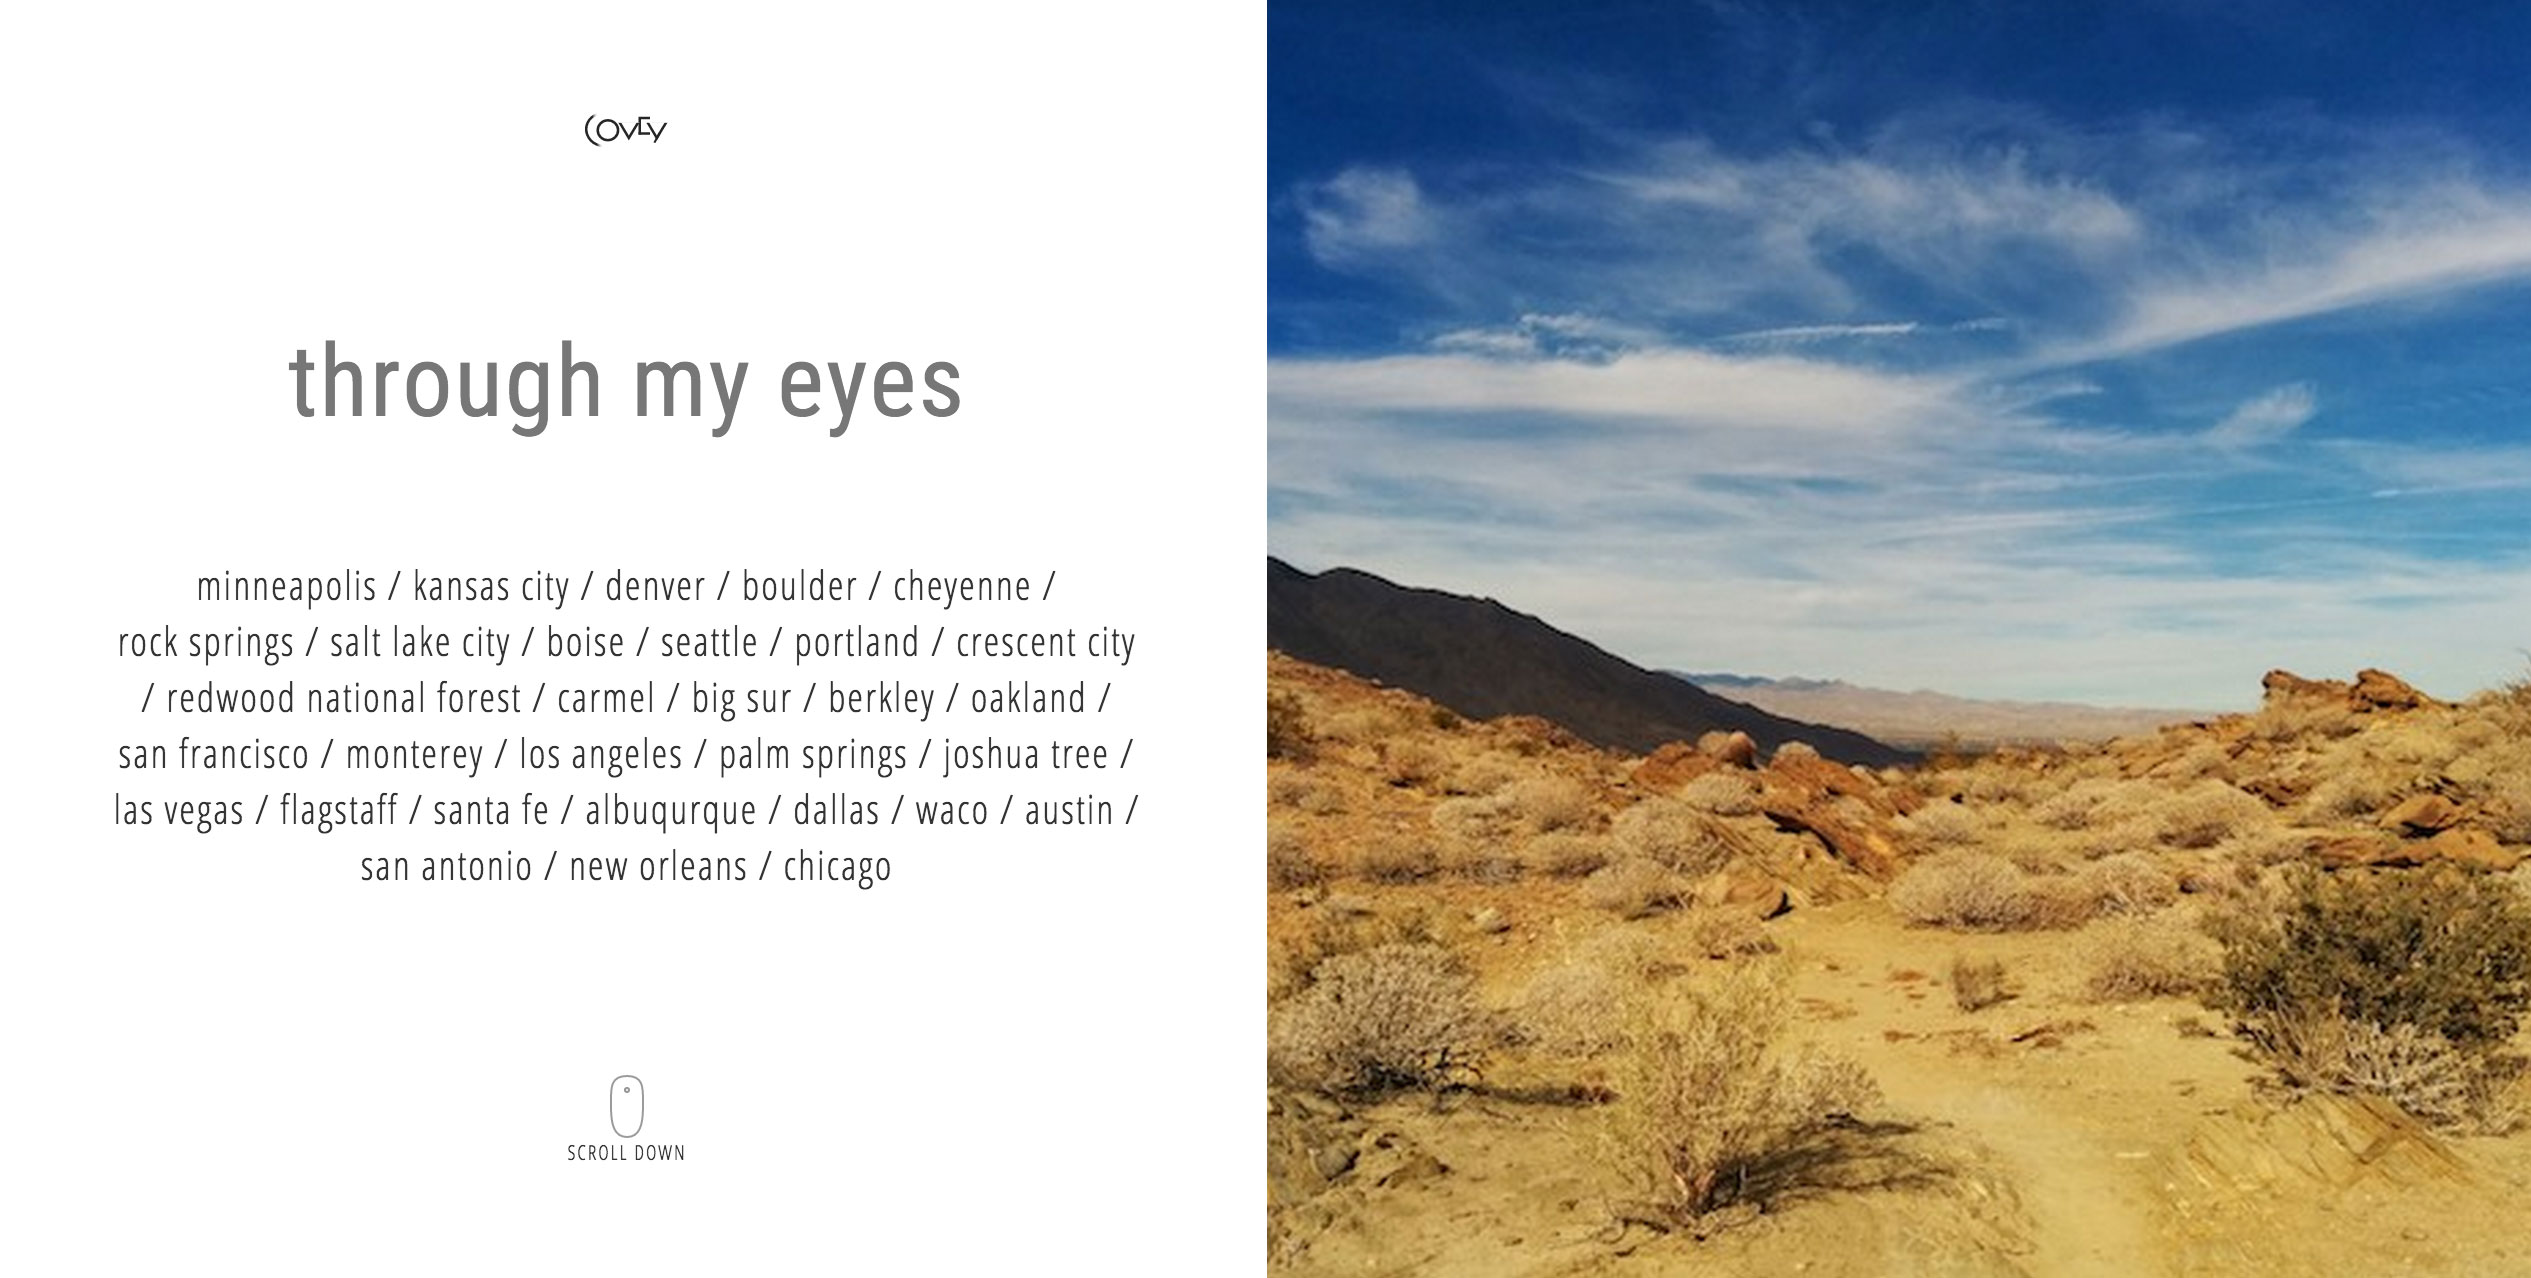 COVEY
through my eyes
minneapolis / kansas city / denver / boulder / cheyenne /
rock springs / salt lake city / boise / seattle / portland / crescent city
/ redwood national forest / carmel / big sur / berkley / oakland /
san francisco / monterey / los angeles / palm springs / joshua tree /
las vegas / flagstaff / santa fe / albuqurque / dallas / waco / austin /
san antonio / new orleans / chicago
SCROLL DOWN